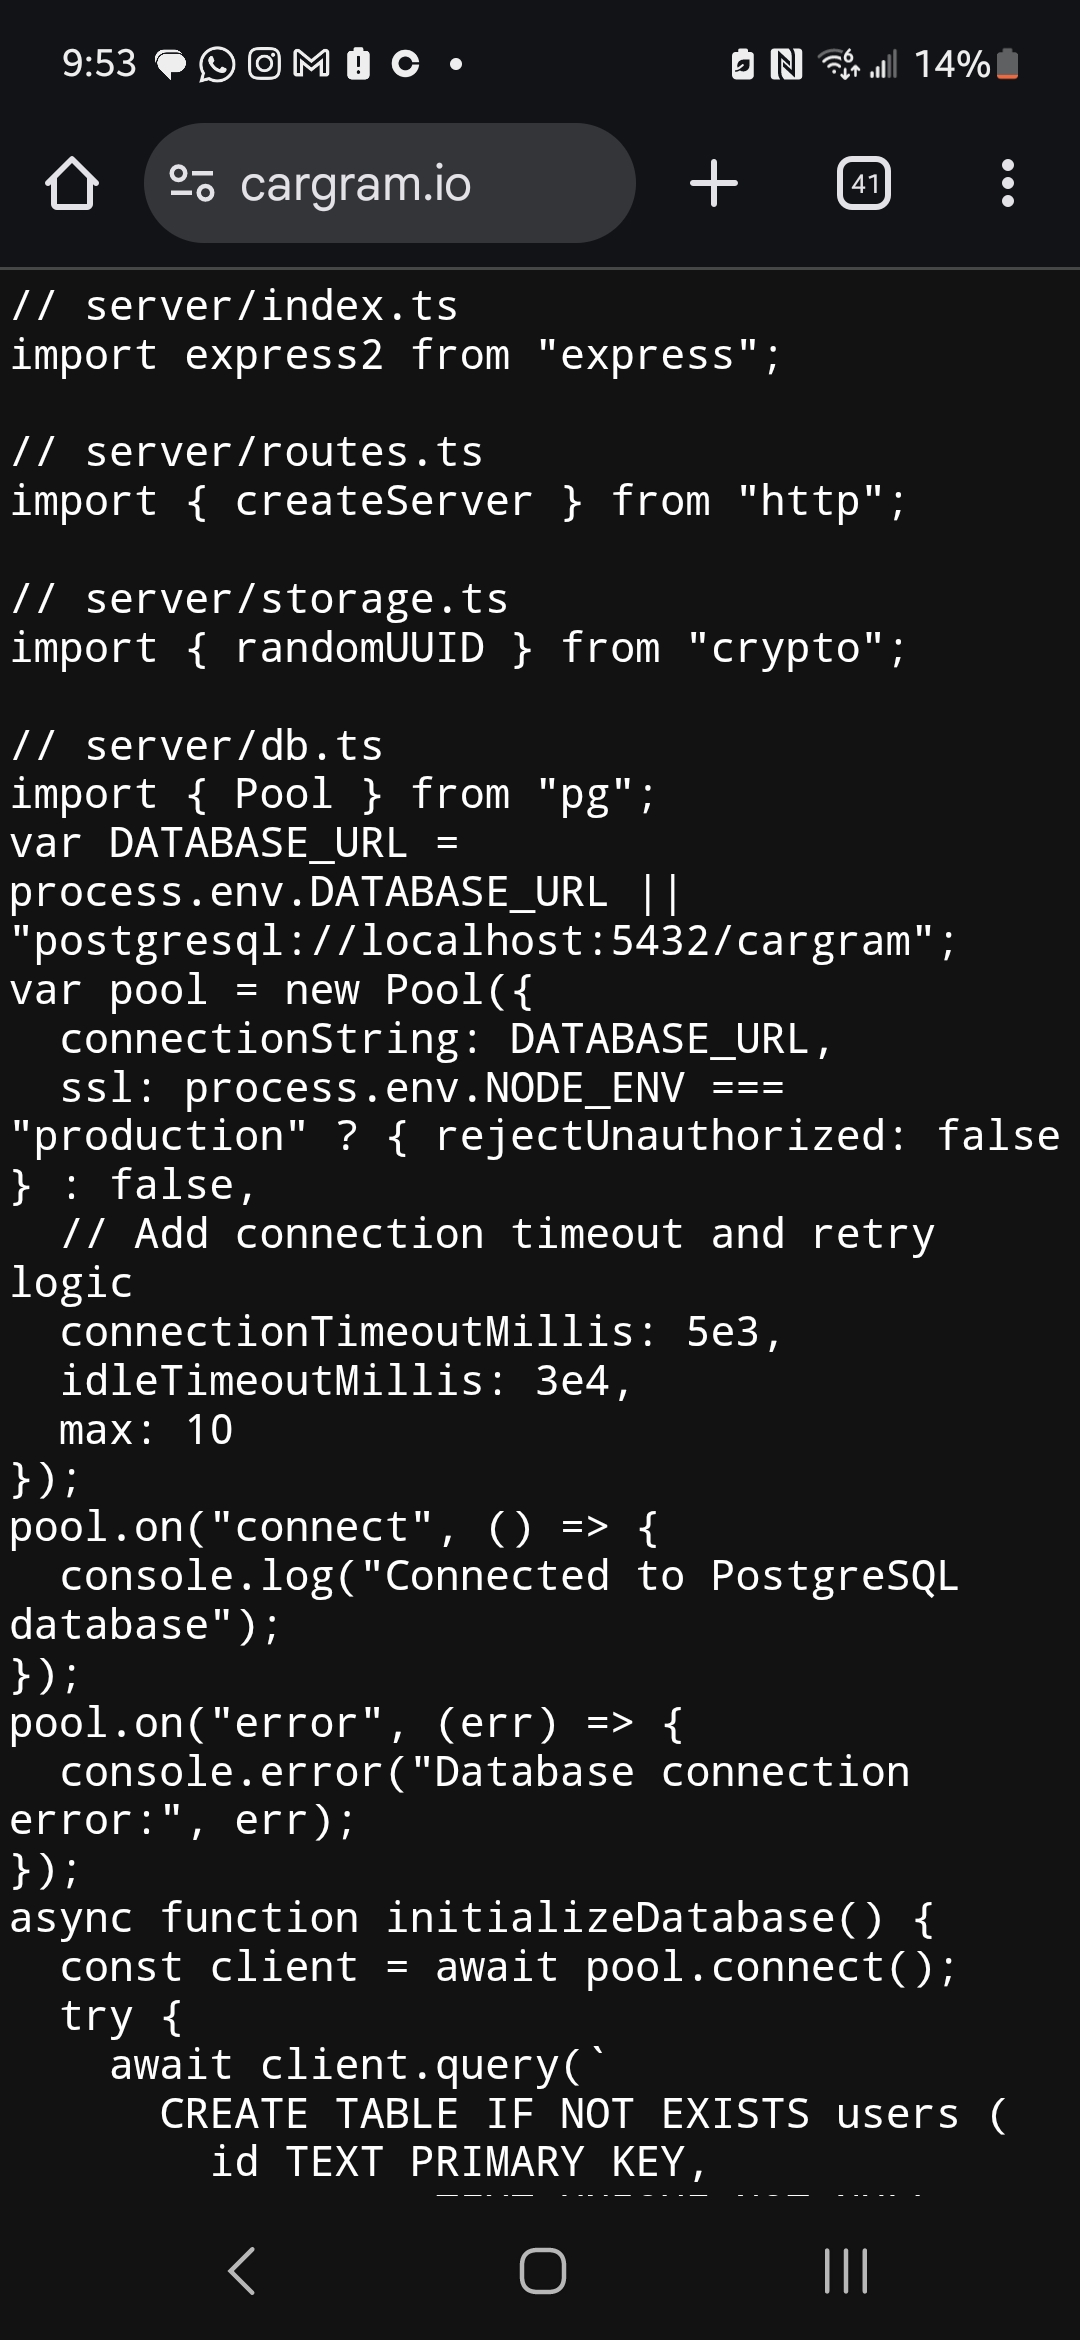 9:53 14%
cargram.io 41
// server/index.ts
import express2 from "express";
// server/routes.ts
import { createServer } from "http";
// server/storage.ts
import { randomUUID } from "crypto";
// server/db.ts
import { Pool } from "pg";
var DATABASE_URL =
process.env.DATABASE_URL ||
"postgresql://localhost:5432/cargram";
var pool = new Pool({
  connectionString: DATABASE_URL,
  ssl: process.env.NODE_ENV ===
"production" ? { rejectUnauthorized: false
} : false,
  // Add connection timeout and retry
logic
  connectionTimeoutMillis: 5e3,
  idleTimeoutMillis: 3e4,
  max: 10
});
pool.on("connect", () => {
  console.log("Connected to PostgreSQL
database");
});
pool.on("error", (err) => {
  console.error("Database connection
error:", err);
});
async function initializeDatabase() {
  const client = await pool.connect();
  try {
    await client.query(`
      CREATE TABLE IF NOT EXISTS users (
        id TEXT PRIMARY KEY,